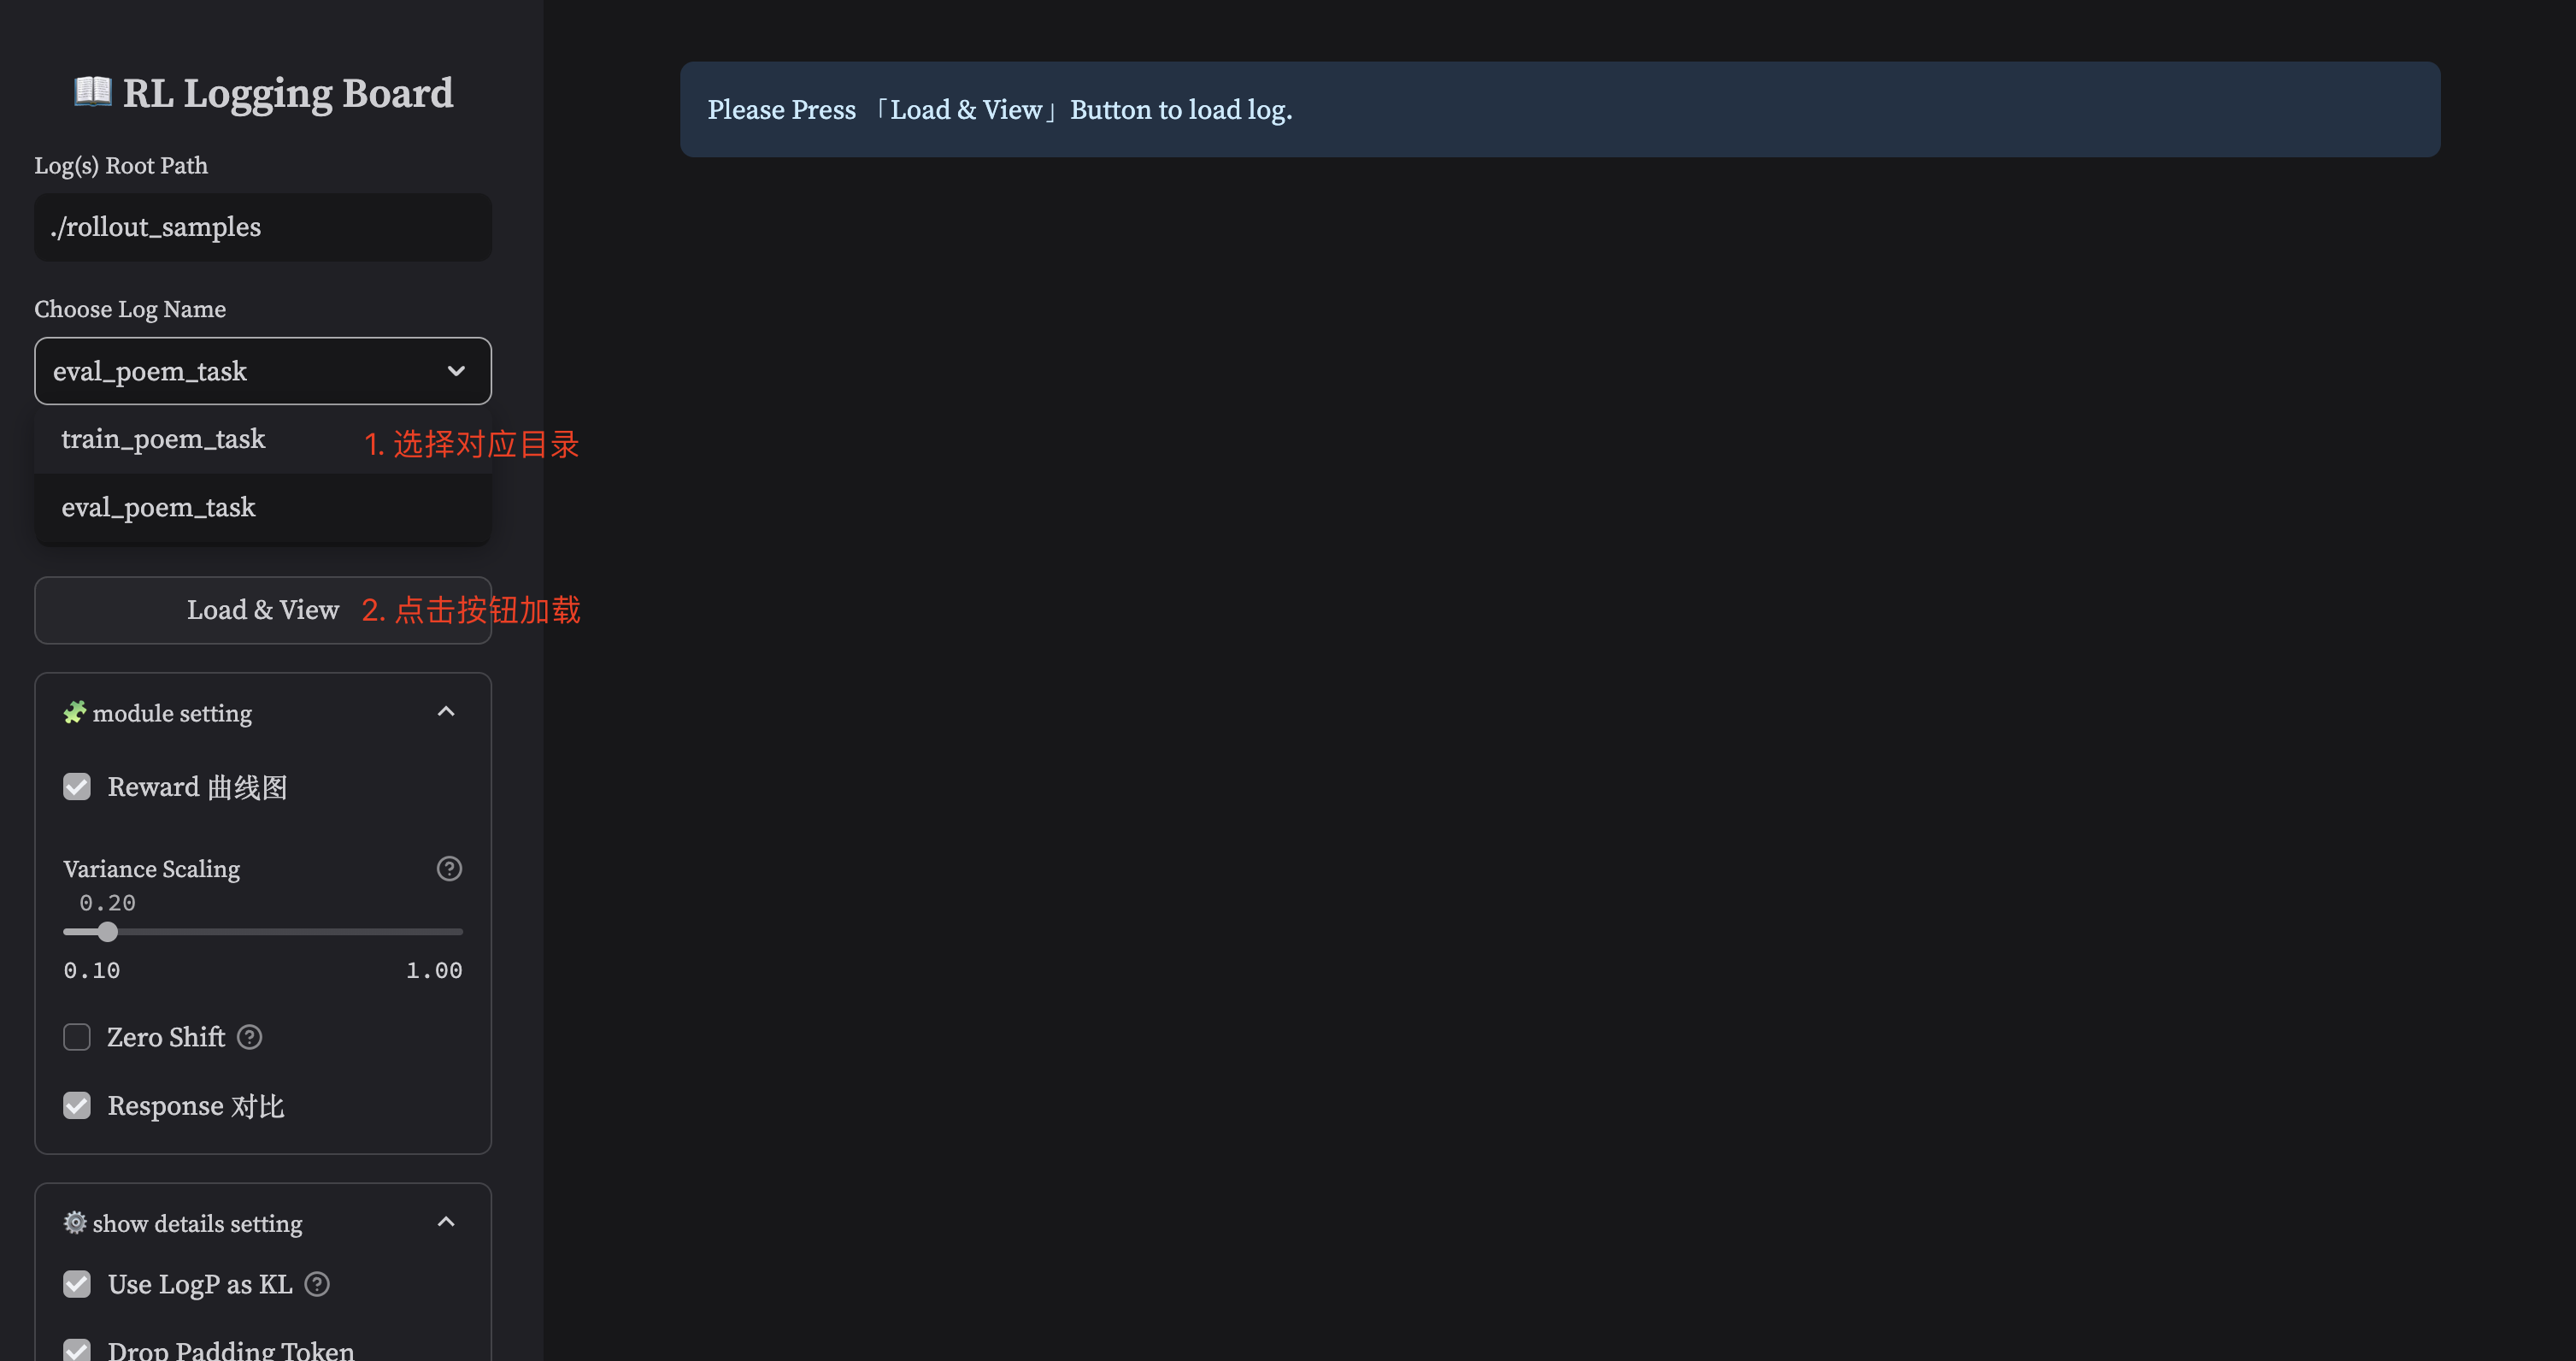 📖 RL Logging Board
Please Press 「Load & View」 Button to load log.
Log(s) Root Path
./rollout_samples
Choose Log Name
eval_poem_task
train_poem_task
1. 选择对应目录
eval_poem_task
Load & View
2. 点击按钮加载
🧩 module setting
Reward 曲线图
Variance Scaling
0.20
0.10 1.00
Zero Shift
Response 对比
⚙️ show details setting
Use LogP as KL
Drop Padding Token